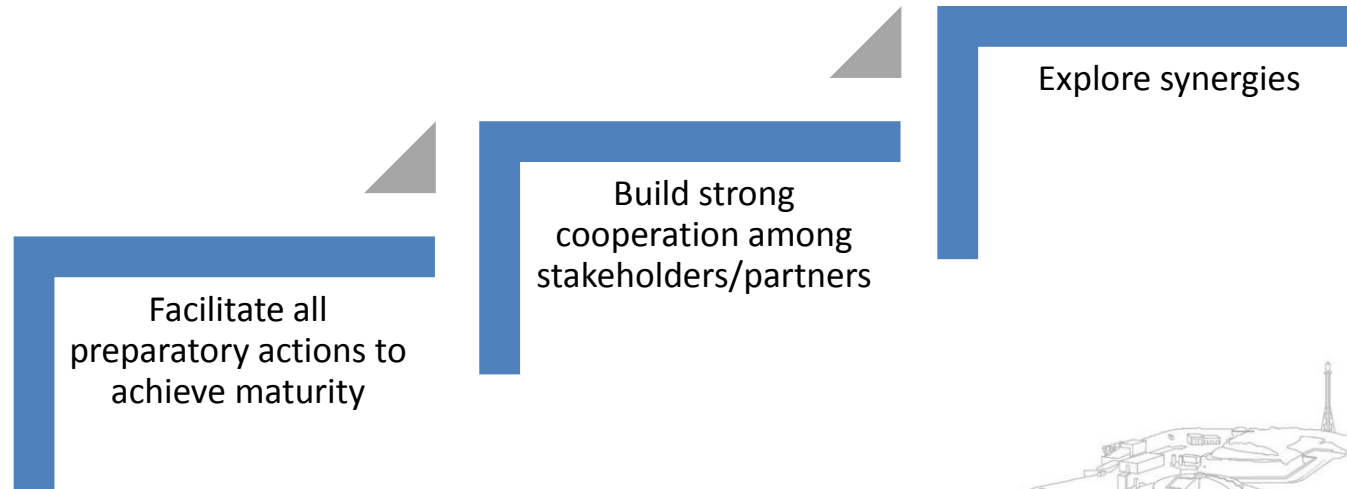 Facilitate all
preparatory actions to
achieve maturity
Build strong
cooperation among
stakeholders/partners
Explore synergies